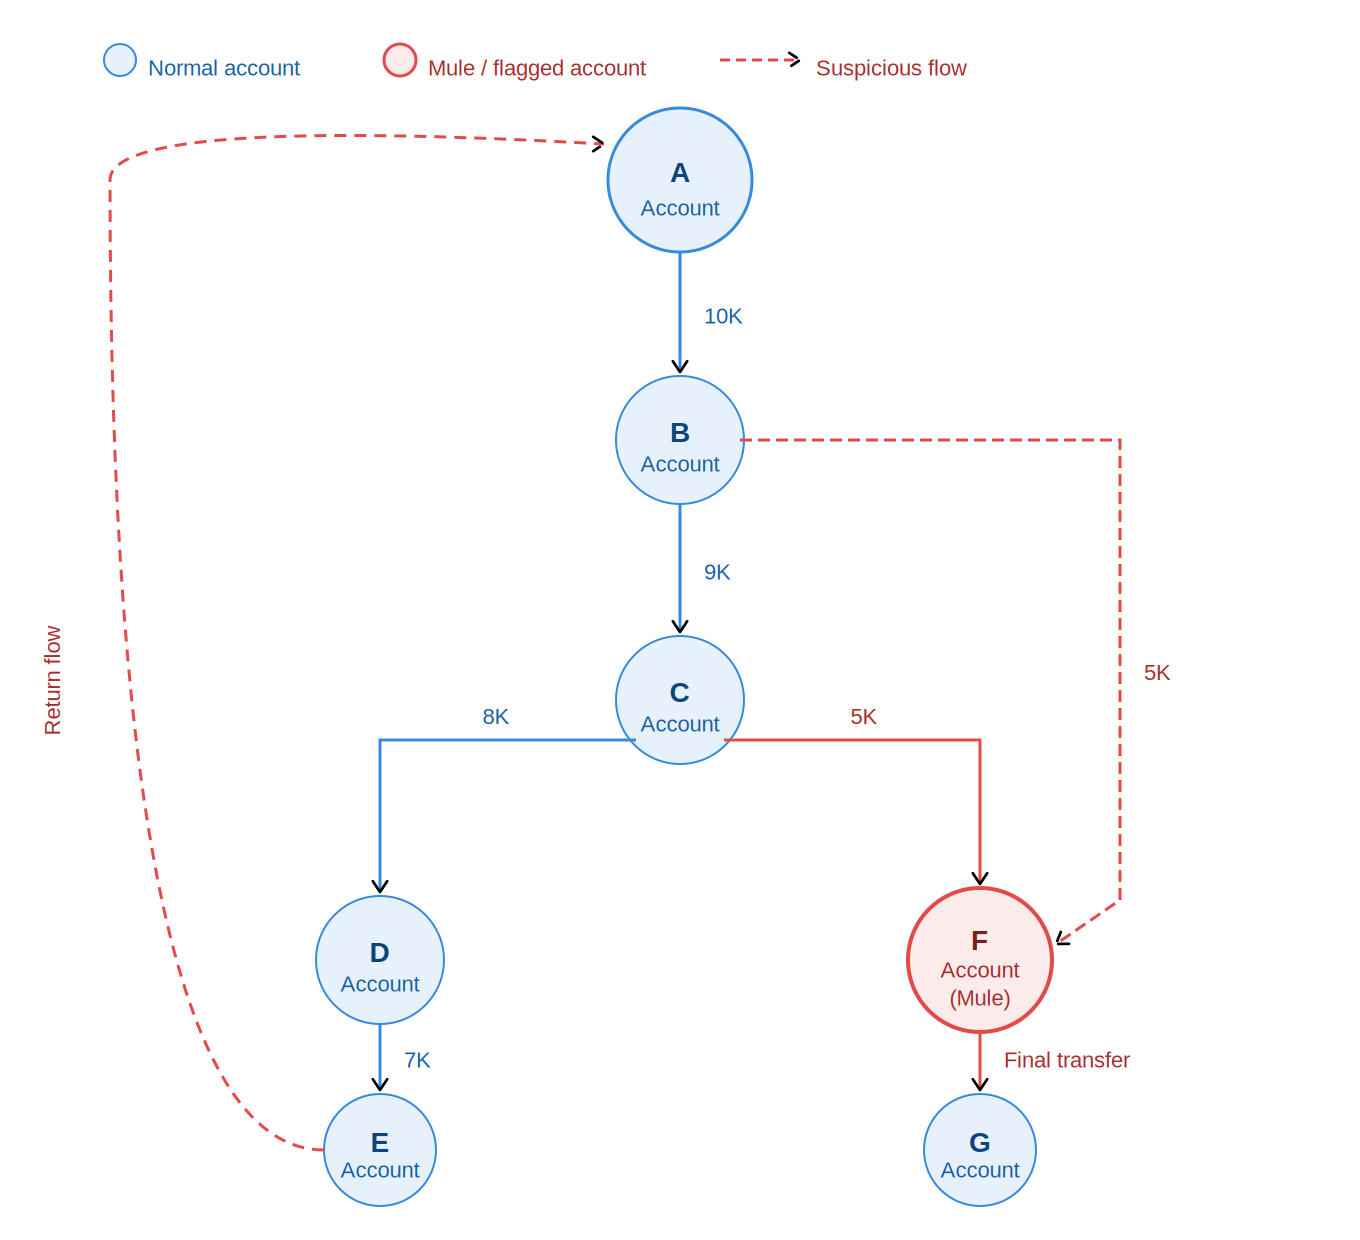 Normal account
Mule / flagged account
Suspicious flow
A
Account
10K
B
Account
9K
Return flow
5K
C
Account
8K
5K
D
Account
F
Account
(Mule)
7K
Final transfer
E
Account
G
Account